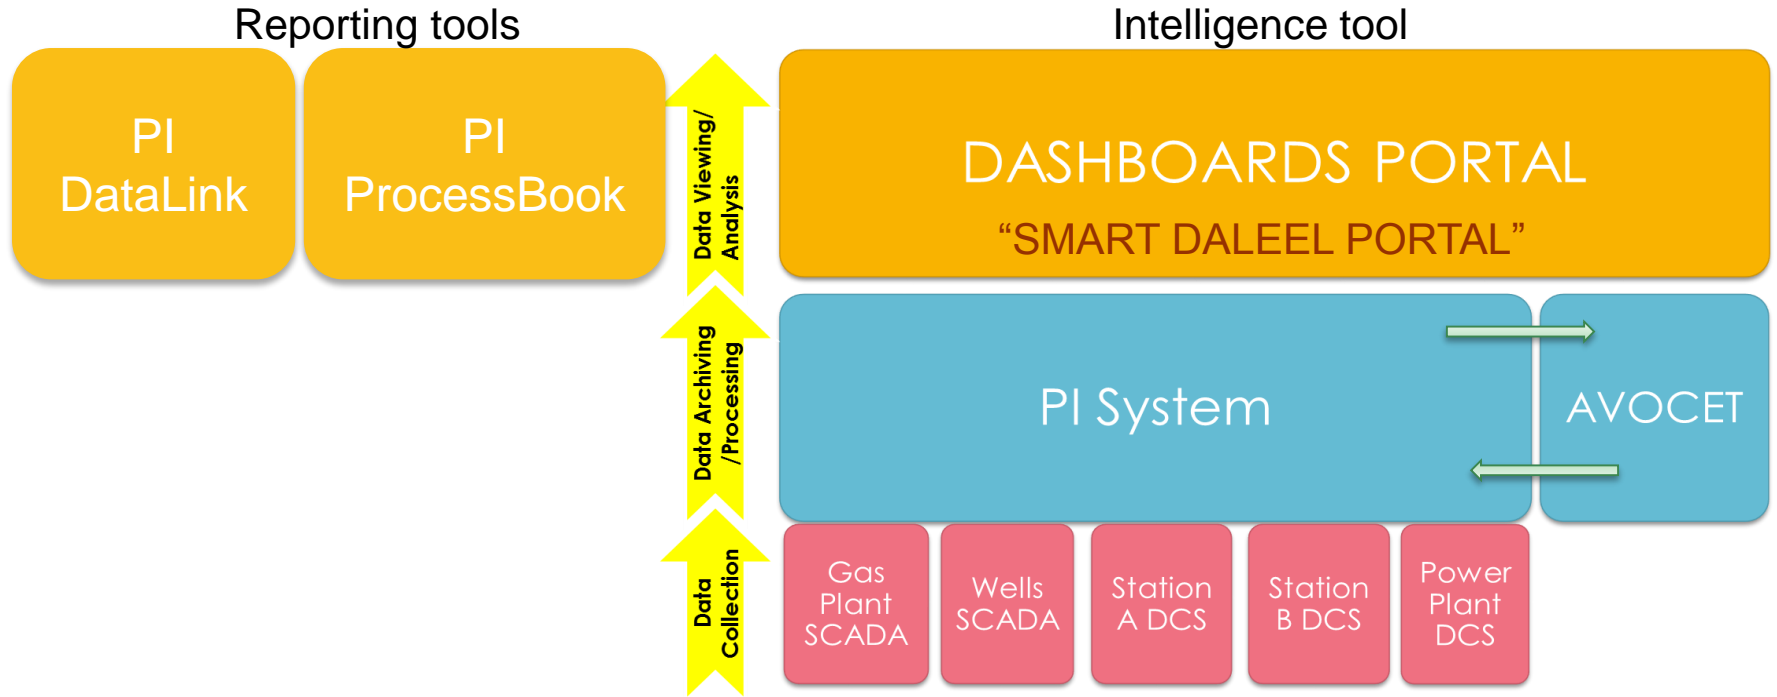 Reporting tools
Intelligence tool
PI
DataLink
PI
ProcessBook
Data Viewing/
Analysis
DASHBOARDS PORTAL
“SMART DALEEL PORTAL”
Data Archiving
/Processing
PI System
AVOCET
Data
Collection
Gas
Plant
SCADA
Wells
SCADA
Station
A DCS
Station
B DCS
Power
Plant
DCS